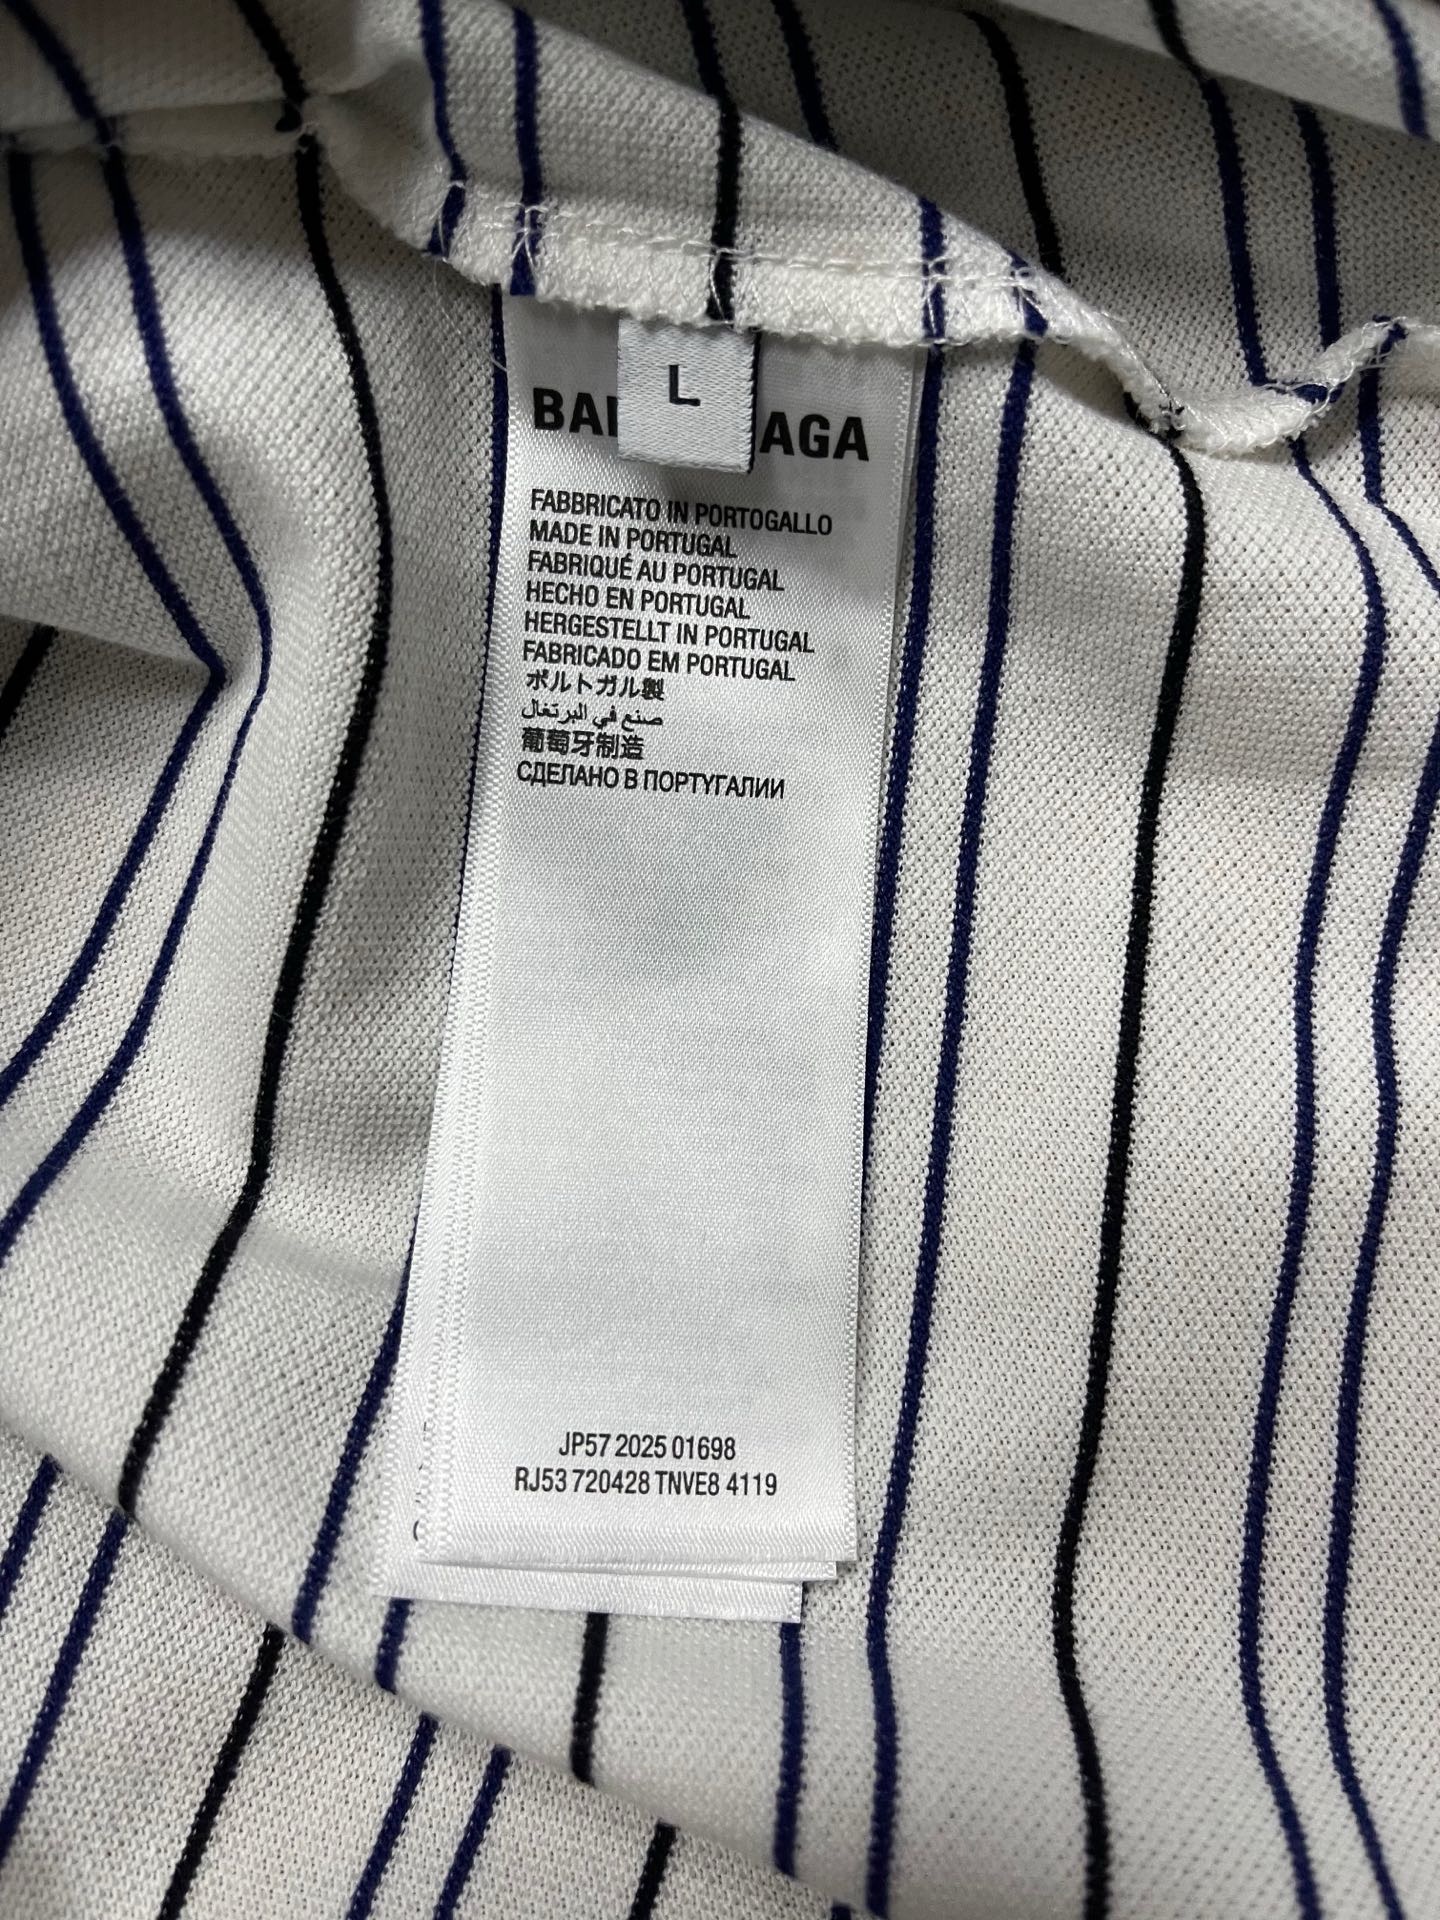 L
BAL AGA
FABBRICATO IN PORTOGALLO
MADE IN PORTUGAL
FABRIQUÉ AU PORTUGAL
HECHO EN PORTUGAL
HERGESTELLT IN PORTUGAL
FABRICADO EM PORTUGAL
ポルトガル製
صنع في البرتغال
葡萄牙制造
СДЕЛАНО В ПОРТУГАЛИИ
JP57 2025 01698
RJ53 720428 TNVE8 4119